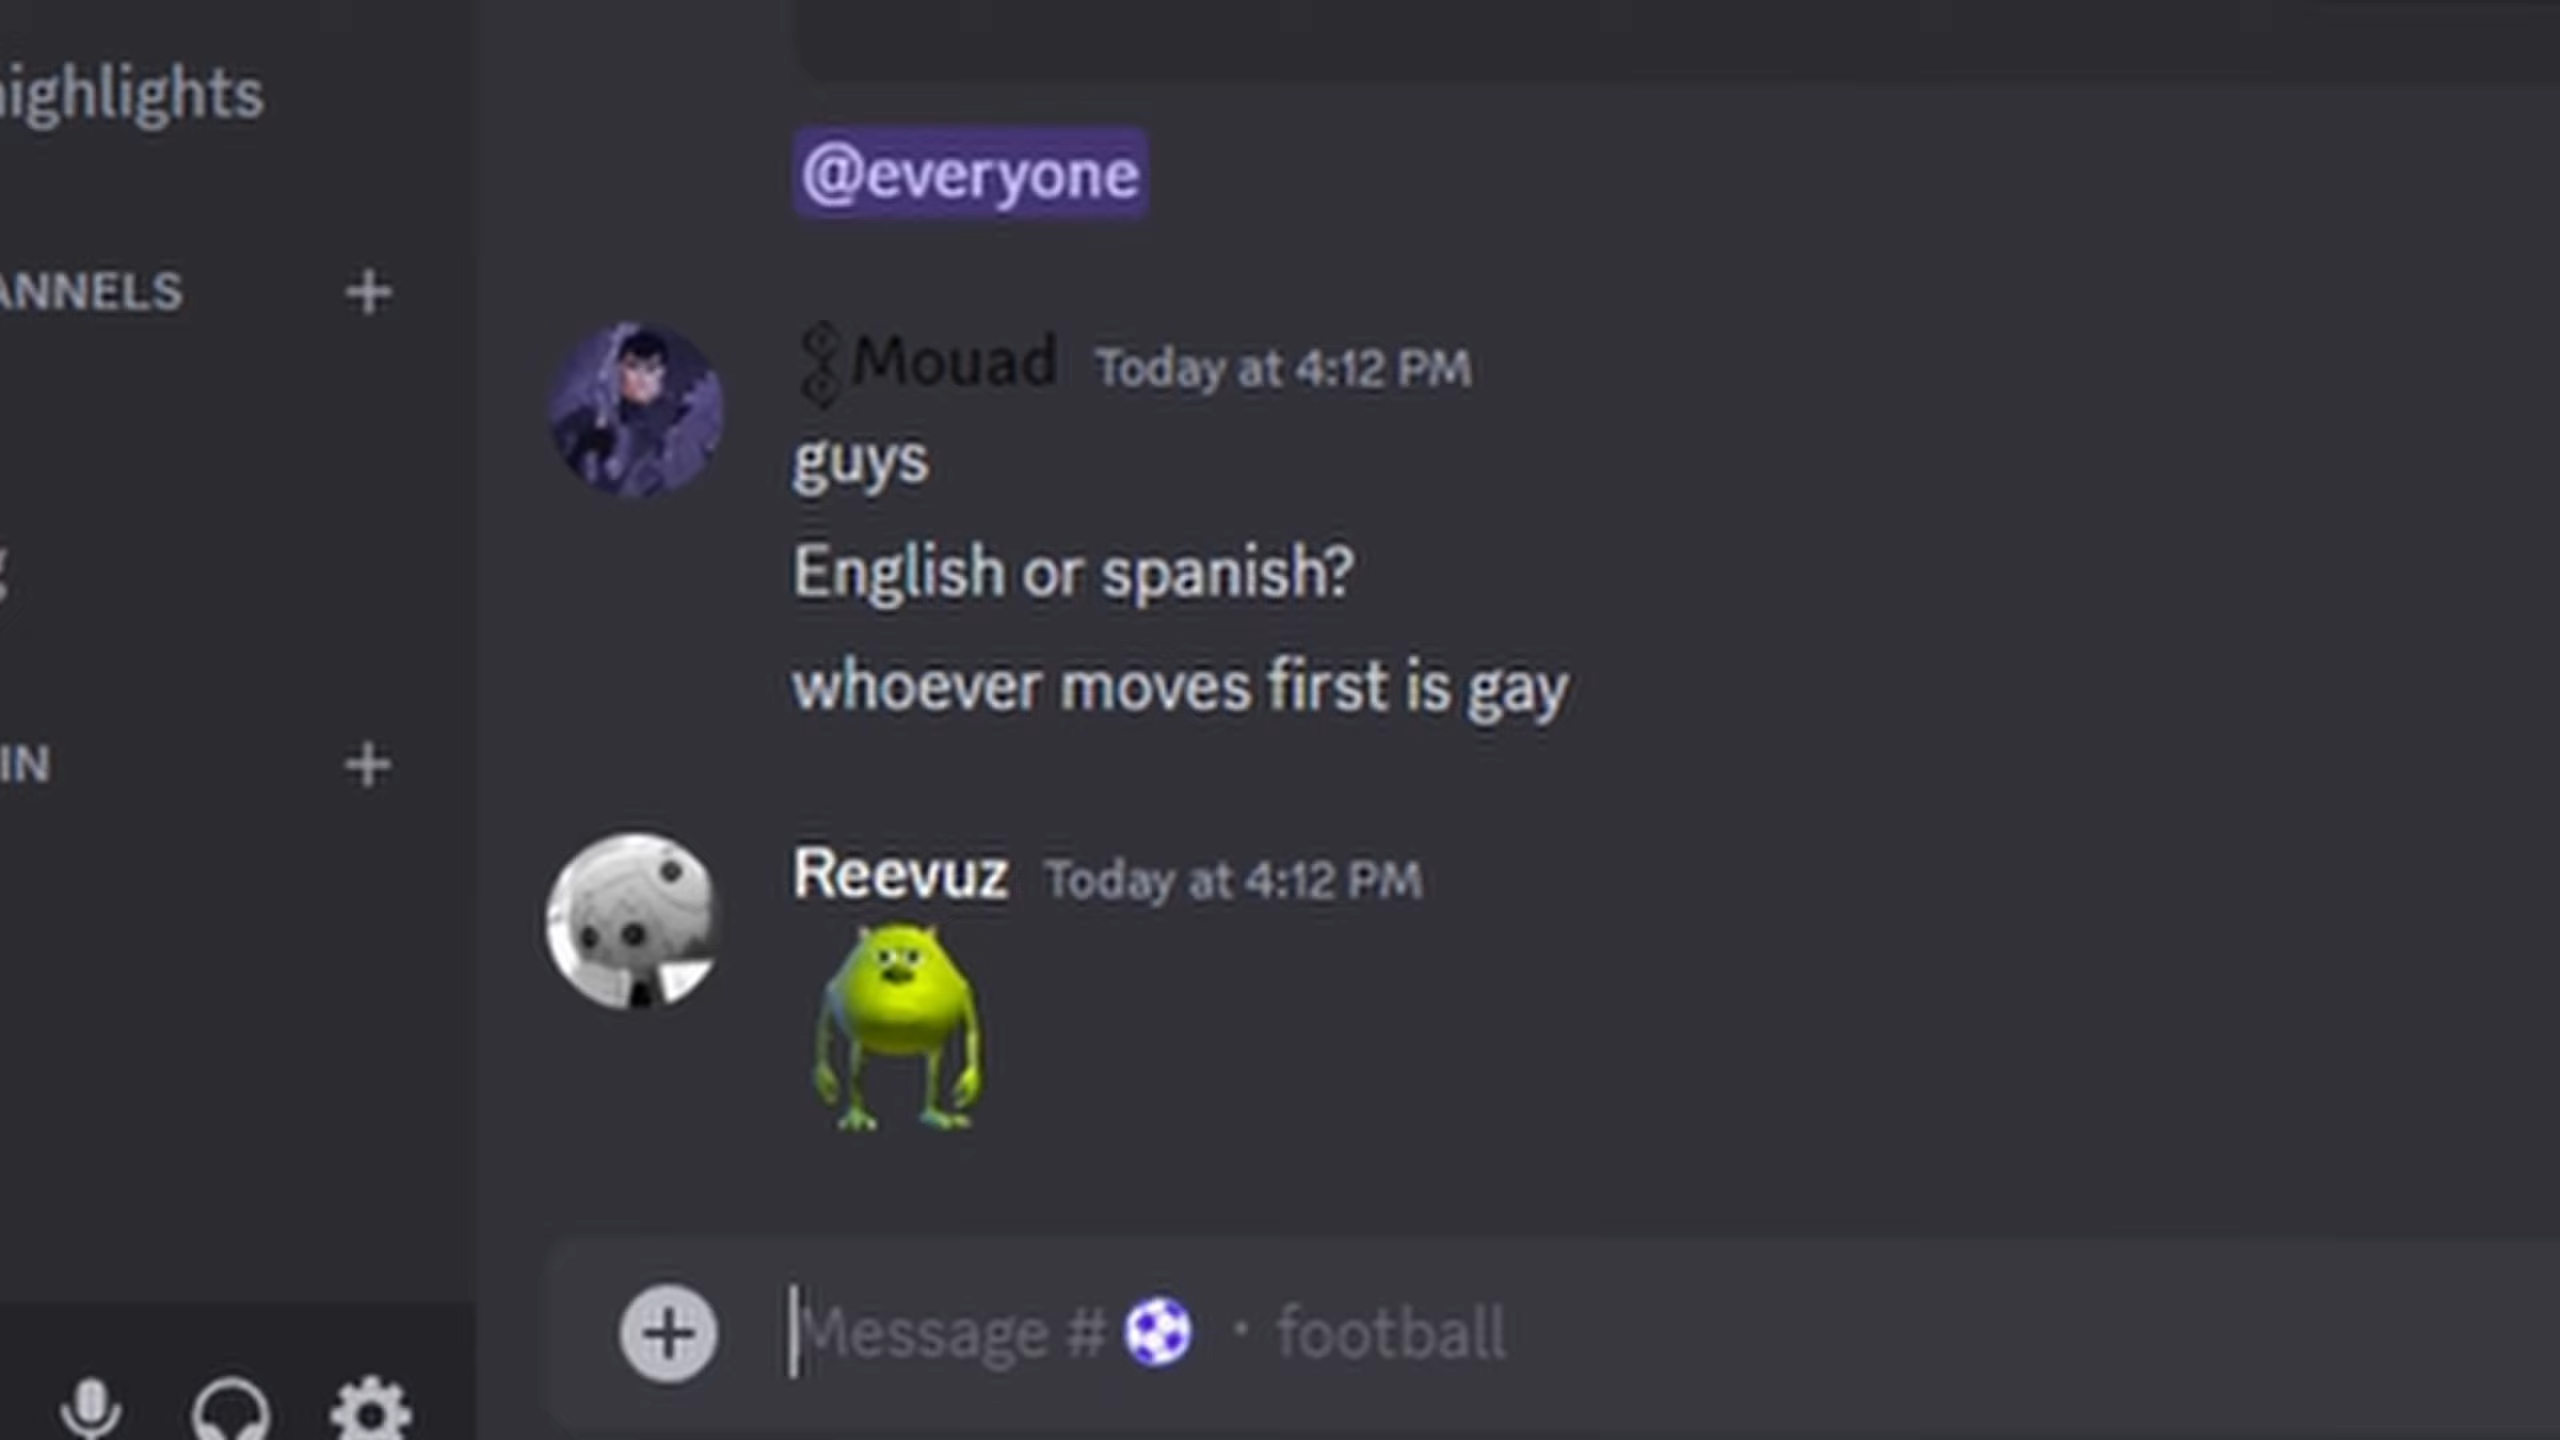 highlights
@everyone
ANNELS
Mouad Today at 4:12 PM
guys
English or spanish?
whoever moves first is gay
IN
Reevuz Today at 4:12 PM
Message # ⚽ · football